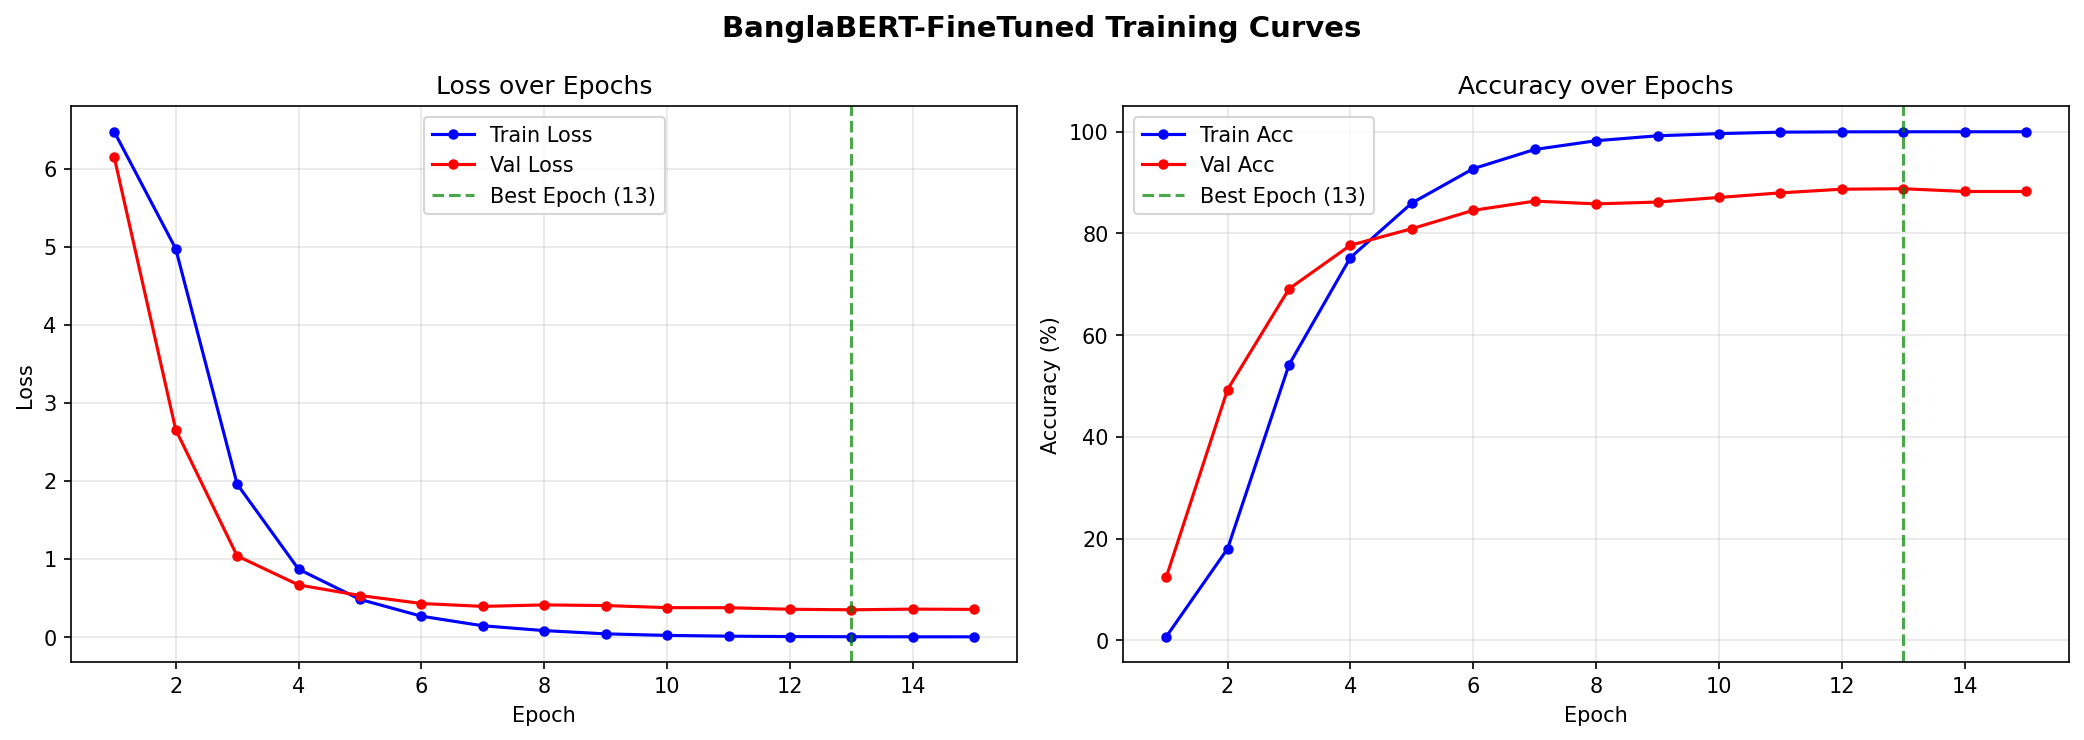 BanglaBERT-FineTuned Training Curves
Loss over Epochs
Train Loss
Val Loss
Best Epoch (13)
6
5
4
3
2
1
0
Loss
2 4 6 8 10 12 14
Epoch
Accuracy over Epochs
Train Acc
Val Acc
Best Epoch (13)
100
80
60
40
20
0
Accuracy (%)
2 4 6 8 10 12 14
Epoch